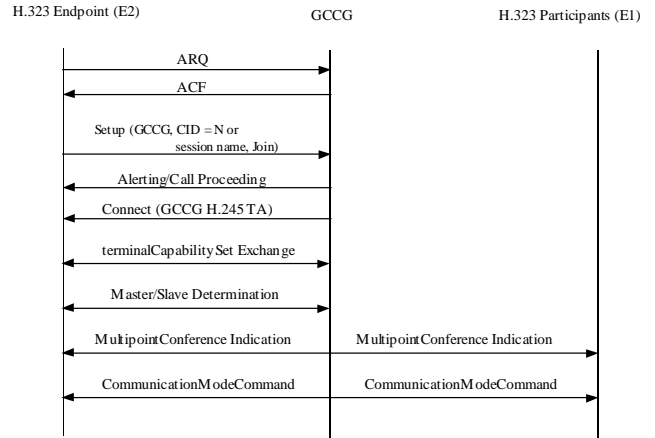 H.323 Endpoint (E2)
GCCG
H.323 Participants (E1)
ARQ
ACF
Setup (GCCG, CID = N or
session name, Join)
Alerting/Call Proceeding
Connect (GCCG H.245 TA)
terminalCapabilitySet Exchange
Master/Slave Determination
MultipointConference Indication
MultipointConference Indication
CommunicationModeCommand
CommunicationModeCommand